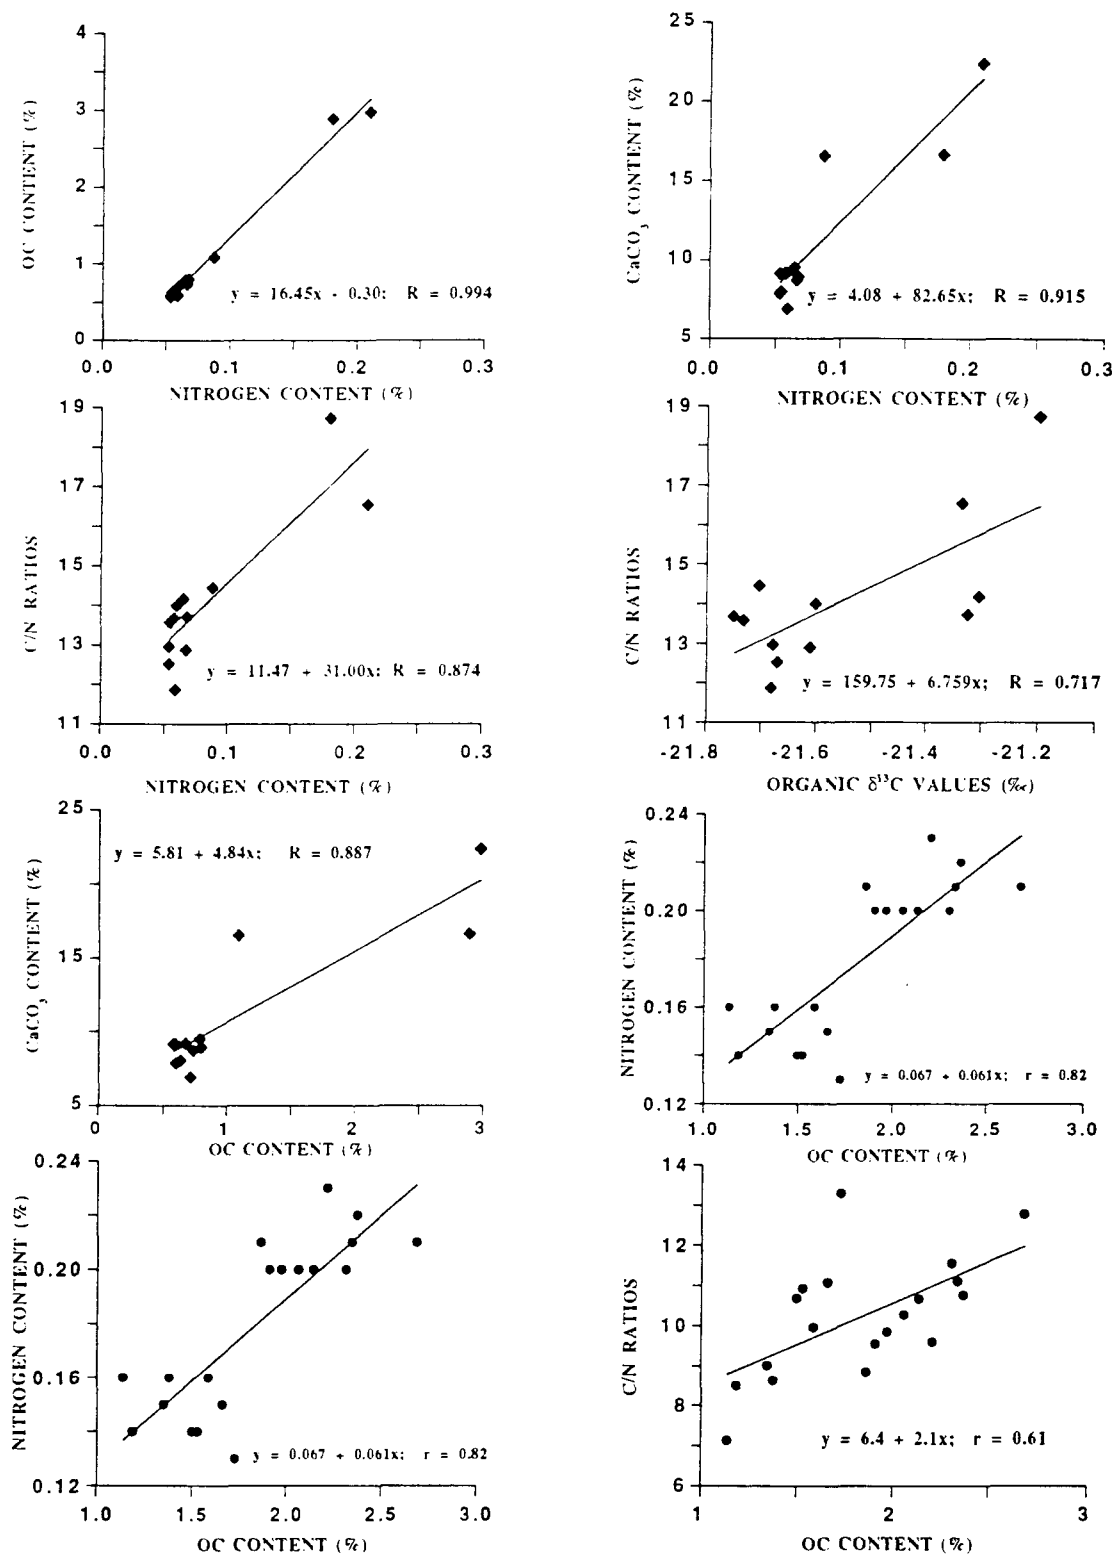 4
3
2
1
0
OC CONTENT (%)
y = 16.45x - 0.30; R = 0.994
0.0 0.1 0.2 0.3
NITROGEN CONTENT (%)
25
20
15
10
5
CaCO3 CONTENT (%)
y = 4.08 + 82.65x; R = 0.915
0.0 0.1 0.2 0.3
NITROGEN CONTENT (%)
19
17
15
13
11
C/N RATIOS
y = 11.47 + 31.00x; R = 0.874
0.0 0.1 0.2 0.3
NITROGEN CONTENT (%)
19
17
15
13
11
C/N RATIOS
y = 159.75 + 6.759x; R = 0.717
-21.8 -21.6 -21.4 -21.2
ORGANIC δ13C VALUES (‰)
25
15
5
CaCO3 CONTENT (%)
y = 5.81 + 4.84x; R = 0.887
0 1 2 3
OC CONTENT (%)
0.24
0.20
0.16
0.12
NITROGEN CONTENT (%)
y = 0.067 + 0.061x; r = 0.82
1.0 1.5 2.0 2.5 3.0
OC CONTENT (%)
0.24
0.20
0.16
0.12
NITROGEN CONTENT (%)
y = 0.067 + 0.061x; r = 0.82
1.0 1.5 2.0 2.5 3.0
OC CONTENT (%)
14
12
10
8
6
C/N RATIOS
y = 6.4 + 2.1x; r = 0.61
1 2 3
OC CONTENT (%)